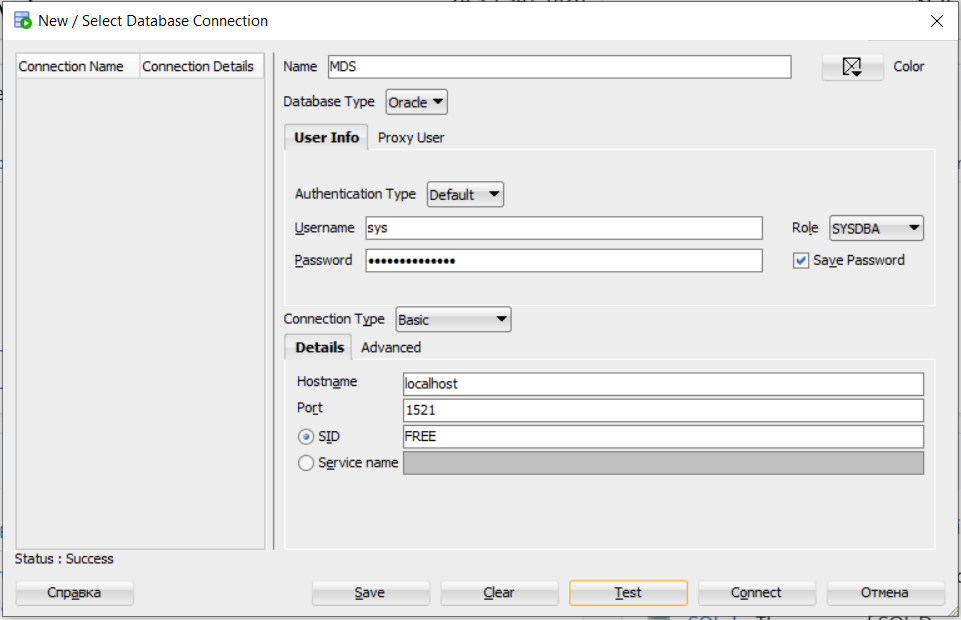 New / Select Database Connection
Connection Name Connection Details
Name MDS Color
Database Type Oracle
User Info Proxy User
Authentication Type Default
Username sys Role SYSDBA
Password •••••••••••••• Save Password
Connection Type Basic
Details Advanced
Hostname localhost
Port 1521
SID FREE
Service name
Status : Success
Справка Save Clear Test Connect Отмена